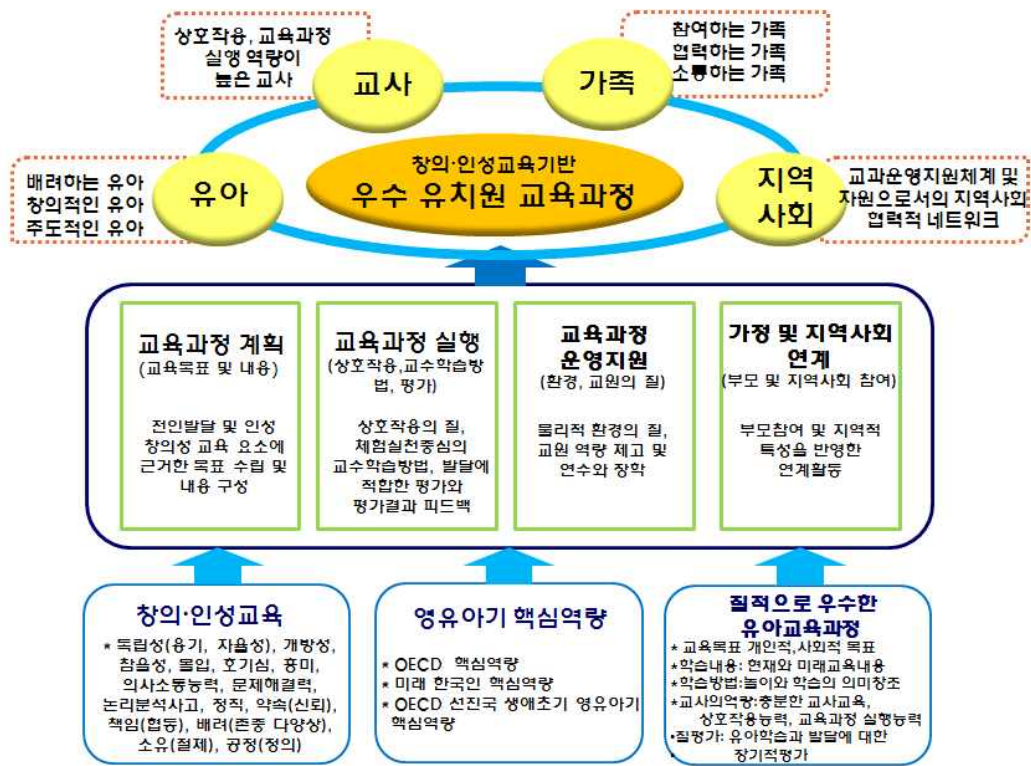 상호작용, 교육과정
실행 역량이
높은 교사
교사
가족
참여하는 가족
협력하는 가족
소통하는 가족
배려하는 유아
창의적인 유아
주도적인 유아
유아
창의·인성교육기반
우수 유치원 교육과정
지역
사회
교과운영지원체계 및
자원으로서의 지역사회
협력적 네트워크
교육과정 계획
(교육목표 및 내용)
전인발달 및 인성
창의성 교육 요소에
근거한 목표 수립 및
내용 구성
교육과정 실행
(상호작용,교수학습방
법, 평가)
상호작용의 질,
체험실천중심의
교수학습방법, 발달에
적합한 평가와
평가결과 피드백
교육과정
운영지원
(환경, 교원의 질)
물리적 환경의 질,
교원 역량 제고 및
연수와 장학
가정 및 지역사회
연계
(부모 및 지역사회 참여)
부모참여 및 지역적
특성을 반영한
연계활동
창의·인성교육
* 독립성(용기, 자율성), 개방성,
참을성, 몰입, 호기심, 흥미,
의사소통능력, 문제해결력,
논리분석사고, 정직, 약속(신뢰),
책임(협동), 배려(존중 다양상),
소유(절제), 공정(정의)
영유아기 핵심역량
* OECD 핵심역량
* 미래 한국인 핵심역량
* OECD 선진국 생애초기 영유아기
핵심역량
질적으로 우수한
유아교육과정
* 교육목표 개인적,사회적 목표
*학습내용: 현재와 미래교육내용
*학습방법:놀이와 학습의 의미창조
*교사의역량:충분한 교사교육,
상호작용능력, 교육과정 실행능력
•질평가: 유아학습과 발달에 대한
• 장기적평가